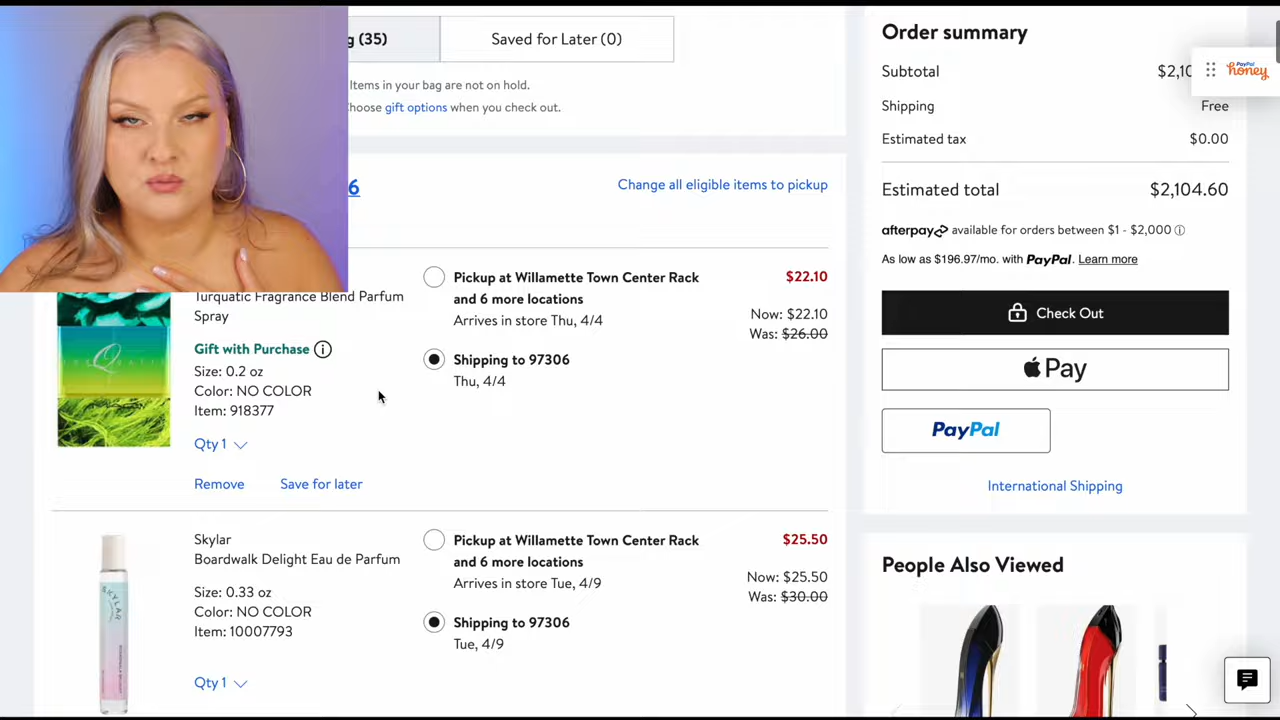 g (35)
Saved for Later (0)
Items in your bag are not on hold.
hoose gift options when you check out.
6
Change all eligible items to pickup
Turquatic Fragrance Blend Parfum
Spray
Gift with Purchase
Size: 0.2 oz
Color: NO COLOR
Item: 918377
Qty 1
Remove
Save for later
Pickup at Willamette Town Center Rack
and 6 more locations
Arrives in store Thu, 4/4
Shipping to 97306
Thu, 4/4
$22.10
Now: $22.10
Was: $26.00
Skylar
Boardwalk Delight Eau de Parfum
Size: 0.33 oz
Color: NO COLOR
Item: 10007793
Qty 1
SKYLAR
Pickup at Willamette Town Center Rack
and 6 more locations
Arrives in store Tue, 4/9
Shipping to 97306
Tue, 4/9
$25.50
Now: $25.50
Was: $30.00
Order summary
Subtotal
$2,10
Shipping
Free
Estimated tax
$0.00
Estimated total
$2,104.60
afterpay available for orders between $1 - $2,000
As low as $196.97/mo. with PayPal. Learn more
Check Out
Pay
PayPal
International Shipping
People Also Viewed
PayPal
honey